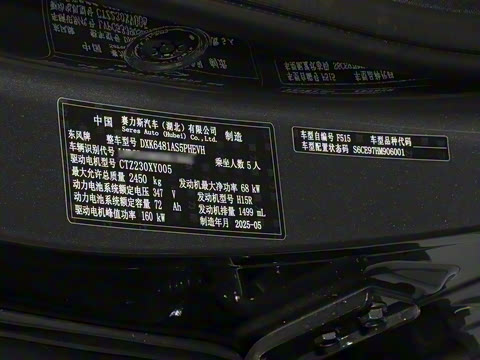 中国 赛力斯汽车（湖北）有限公司 制造
Seres Auto (Hubei) Co.,Ltd.
东风牌 整车型号 DXK6481AS5PHEVH
车辆识别代号 乘坐人数 5 人
驱动电机型号 CTZ230XY005
最大允许总质量 2450 kg 发动机最大净功率 68 kW
动力电池系统额定电压 347 V 发动机型号 H15R
动力电池系统额定容量 72 Ah 发动机排量 1499 mL
驱动电机峰值功率 160 kW 制造年月 2025-05
车型自编号 F515 车型品种代码
车型配置状态码 S6CE97HM906001